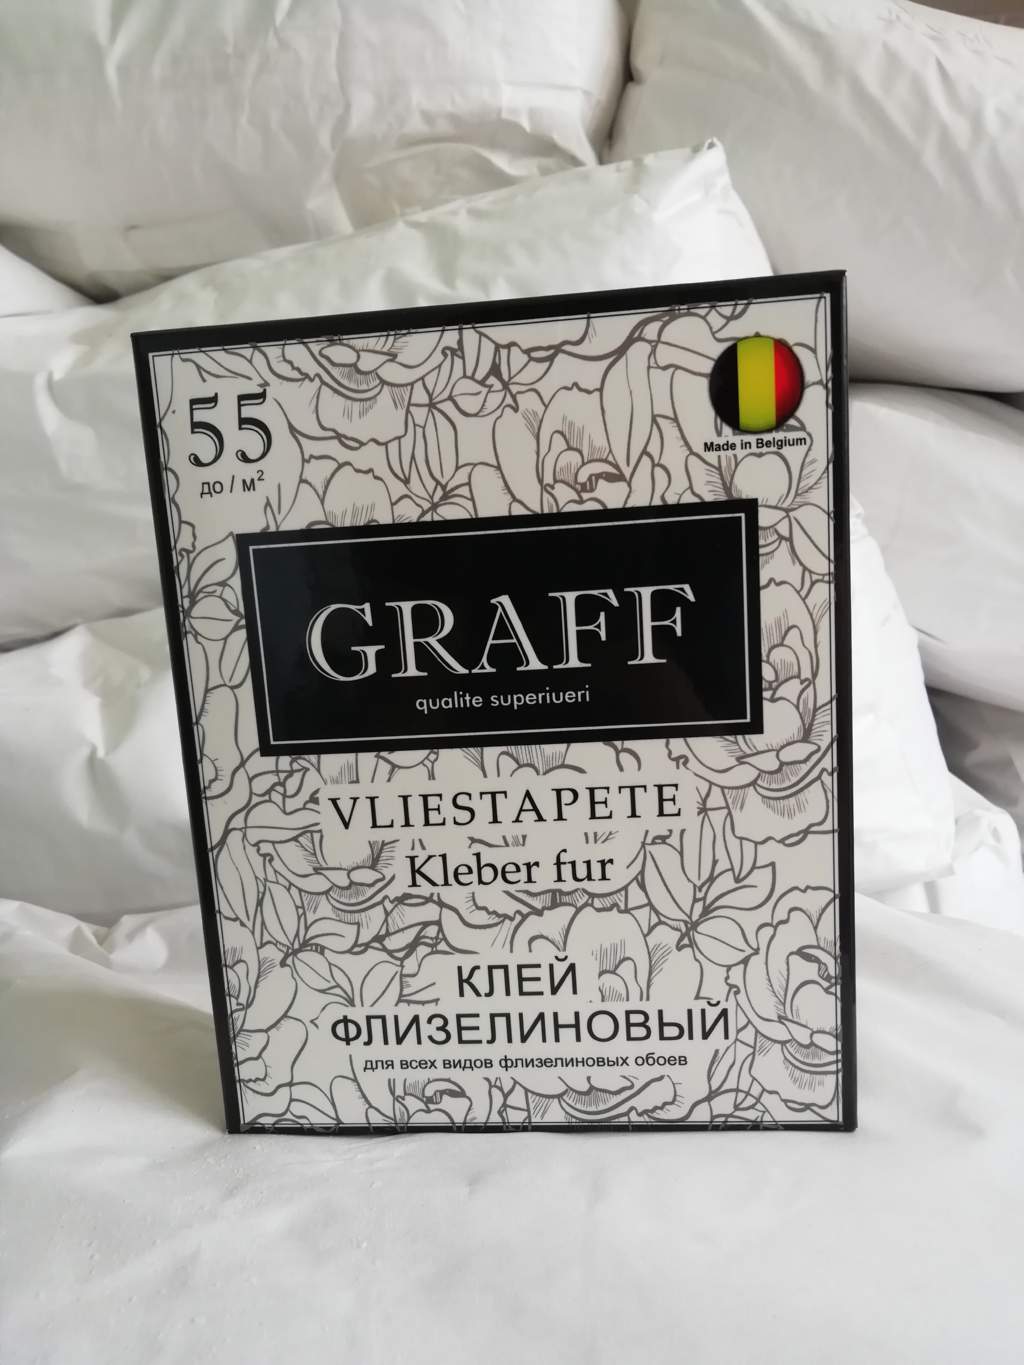 55
до / м²
Made in Belgium
GRAFF
qualite superiueri
VLIESTAPETE
Kleber fur
КЛЕЙ
ФЛИЗЕЛИНОВЫЙ
для всех видов флизелиновых обоев